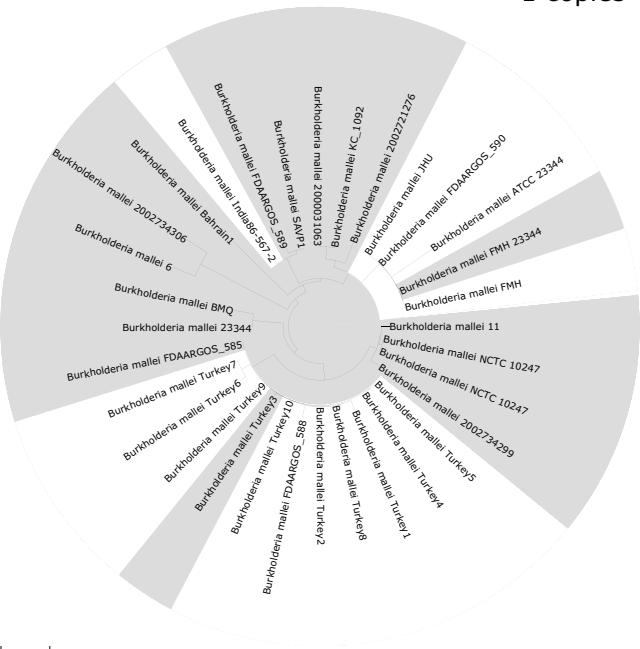 Burkholderia mallei FDAARGOS_589
Burkholderia mallei SAVP1
Burkholderia mallei 2000031063
Burkholderia mallei KC_1092
Burkholderia mallei 2002721276
Burkholderia mallei JHU
Burkholderia mallei FDAARGOS_590
Burkholderia mallei ATCC 23344
Burkholderia mallei FMH 23344
Burkholderia mallei FMH
Burkholderia mallei 11
Burkholderia mallei NCTC 10247
Burkholderia mallei NCTC 10247
Burkholderia mallei 2002734299
Burkholderia mallei Turkey5
Burkholderia mallei Turkey4
Burkholderia mallei Turkey1
Burkholderia mallei Turkey8
Burkholderia mallei Turkey2
Burkholderia mallei FDAARGOS_588
Burkholderia mallei Turkey10
Burkholderia mallei Turkey3
Burkholderia mallei Turkey9
Burkholderia mallei Turkey6
Burkholderia mallei Turkey7
Burkholderia mallei FDAARGOS_585
Burkholderia mallei 23344
Burkholderia mallei BMQ
Burkholderia mallei 6
Burkholderia mallei 2002734306
Burkholderia mallei Bahrain1
Burkholderia mallei India86-567-2